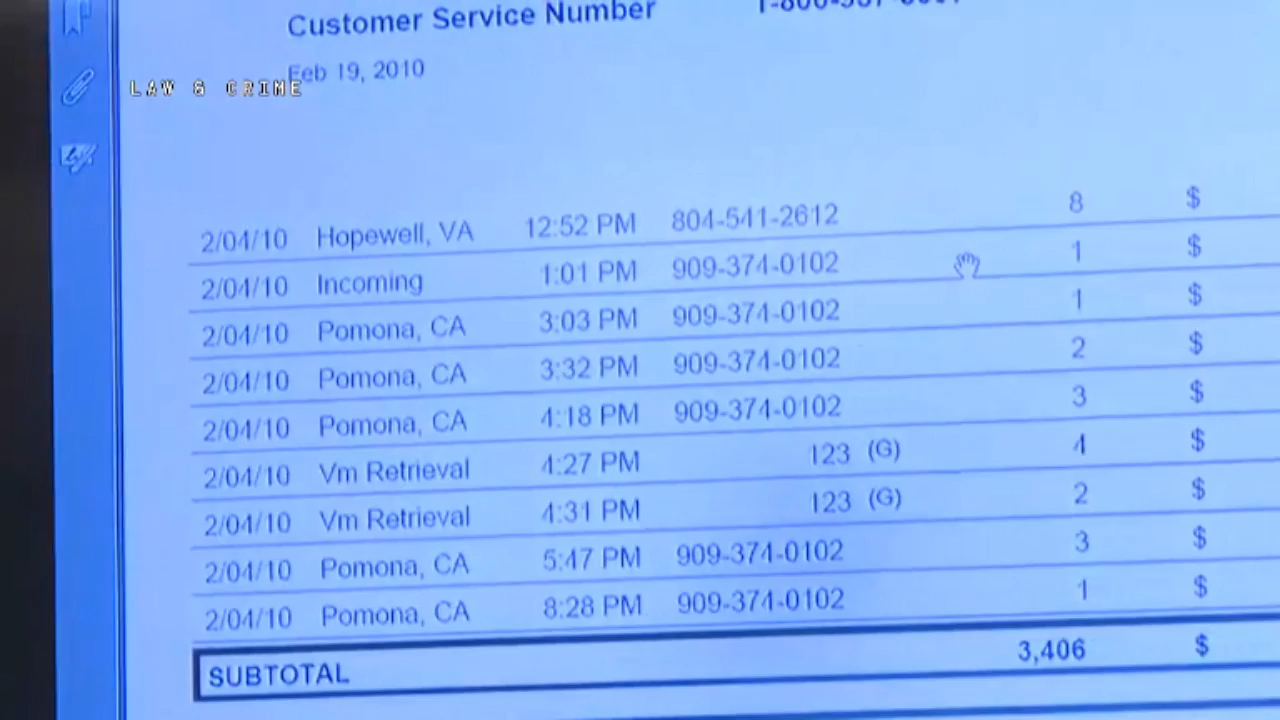 Customer Service Number
Feb 19, 2010
LAW & CRIME
2/04/10 Hopewell, VA 12:52 PM 804-541-2612 8 $
2/04/10 Incoming 1:01 PM 909-374-0102 1 $
2/04/10 Pomona, CA 3:03 PM 909-374-0102 1 $
2/04/10 Pomona, CA 3:32 PM 909-374-0102 2 $
2/04/10 Pomona, CA 4:18 PM 909-374-0102 3 $
2/04/10 Vm Retrieval 4:27 PM 123 (G) 4 $
2/04/10 Vm Retrieval 4:31 PM 123 (G) 2 $
2/04/10 Pomona, CA 5:47 PM 909-374-0102 3 $
2/04/10 Pomona, CA 8:28 PM 909-374-0102 1 $
SUBTOTAL 3,406 $